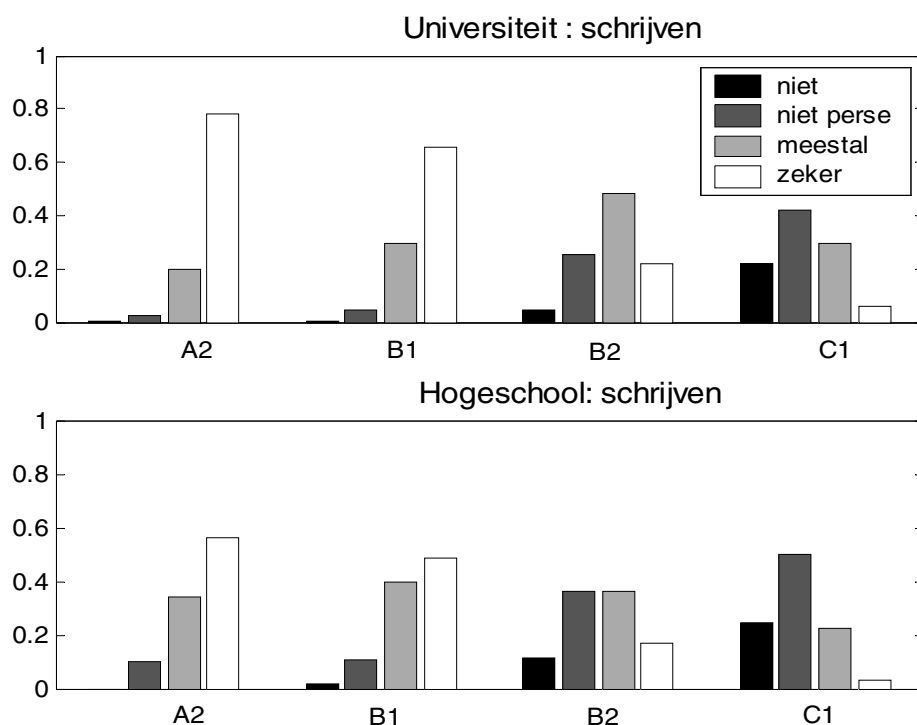 Universiteit : schrijven
1
0.8
0.6
0.4
0.2
0
niet
niet perse
meestal
zeker
A2 B1 B2 C1
Hogeschool: schrijven
1
0.8
0.6
0.4
0.2
0
A2 B1 B2 C1